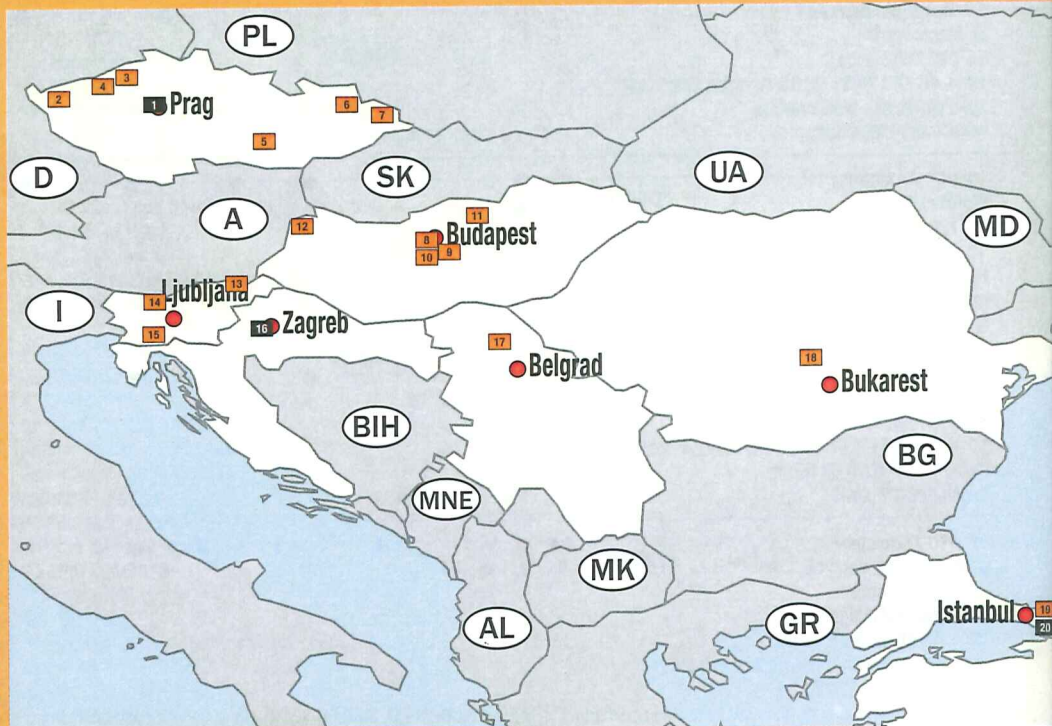 PL
3
4
2
1 Prag
6
7
5
D
SK
UA
A
11
12
MD
8 Budapest
9
10
13
Ljubljana
14
I
16 Zagreb
15
17
Belgrad
18
Bukarest
BIH
BG
MNE
MK
Istanbul 19
20
AL
GR